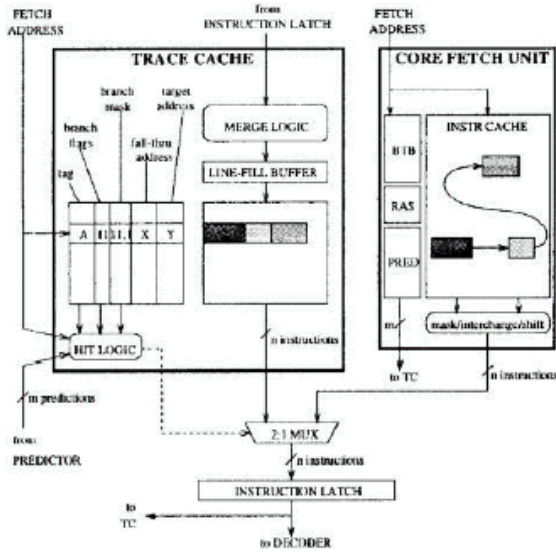 FETCH
ADDRESS
from
INSTRUCTION LATCH
FETCH
ADDRESS
TRACE CACHE
CORE FETCH UNIT
branch
mask
target
address
branch
flags
fall-thru
address
tag
MERGE LOGIC
LINE-FILL BUFFER
BTB
INSTR CACHE
RAS
PRED
A
X
Y
HIT LOGIC
n instructions
m
mask/interchange/shift
to TC
n instructions
m predictions
from
PREDICTOR
2:1 MUX
n instructions
INSTRUCTION LATCH
to
TC
to DECODER